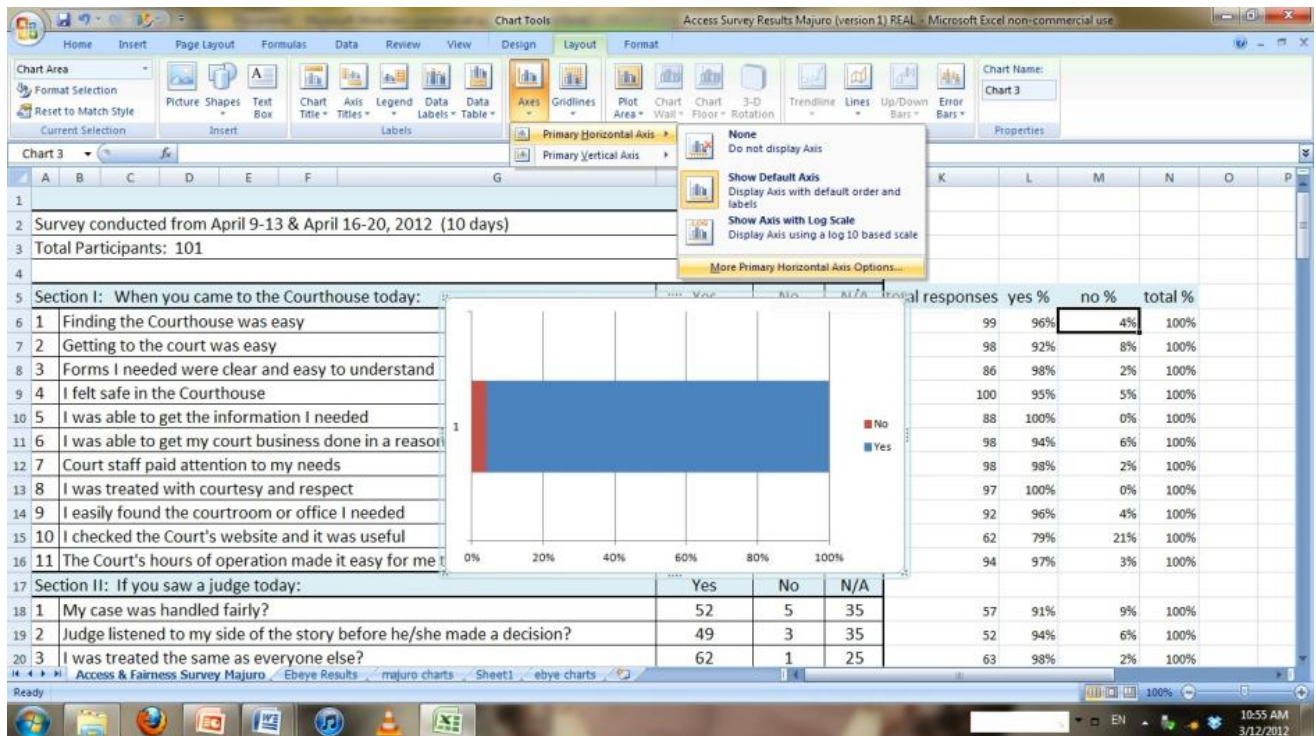 Chart Tools
Access Survey Results Majuro (version 1) REAL - Microsoft Excel non-commercial use
Home Insert Page Layout Formulas Data Review View Design Layout Format
Chart Area
Format Selection
Reset to Match Style
Current Selection
Picture Shapes Text Box
Insert
Chart Title Axis Titles Legend Data Labels Data Table
Labels
Axes Gridlines
Plot Area Chart Wall Chart Floor 3-D Rotation
Trendline Lines Up/Down Bars Error Bars
Chart Name:
Chart 3
Properties
Primary Horizontal Axis
Primary Vertical Axis
None
Do not display Axis
Show Default Axis
Display Axis with default order and
labels
Show Axis with Log Scale
Display Axis using a log 10 based scale
More Primary Horizontal Axis Options...
Chart 3 fx
A B C D E F G K L M N O P
1
2 Survey conducted from April 9-13 & April 16-20, 2012 (10 days)
3 Total Participants: 101
4
5 Section I: When you came to the Courthouse today: Yes No N/A total responses yes % no % total %
6 1 Finding the Courthouse was easy 99 96% 4% 100%
7 2 Getting to the court was easy 98 92% 8% 100%
8 3 Forms I needed were clear and easy to understand 86 98% 2% 100%
9 4 I felt safe in the Courthouse 100 95% 5% 100%
10 5 I was able to get the information I needed 88 100% 0% 100%
11 6 I was able to get my court business done in a reason 98 94% 6% 100%
12 7 Court staff paid attention to my needs 98 98% 2% 100%
13 8 I was treated with courtesy and respect 97 100% 0% 100%
14 9 I easily found the courtroom or office I needed 92 96% 4% 100%
15 10 I checked the Court's website and it was useful 62 79% 21% 100%
16 11 The Court's hours of operation made it easy for me t 94 97% 3% 100%
1
No
Yes
0% 20% 40% 60% 80% 100%
17 Section II: If you saw a judge today: Yes No N/A
18 1 My case was handled fairly? 52 5 35 57 91% 9% 100%
19 2 Judge listened to my side of the story before he/she made a decision? 49 3 35 52 94% 6% 100%
20 3 I was treated the same as everyone else? 62 1 25 63 98% 2% 100%
Access & Fairness Survey Majuro Ebeye Results majuro charts Sheet1 ebye charts
Ready 100%
EN 10:55 AM
3/12/2012